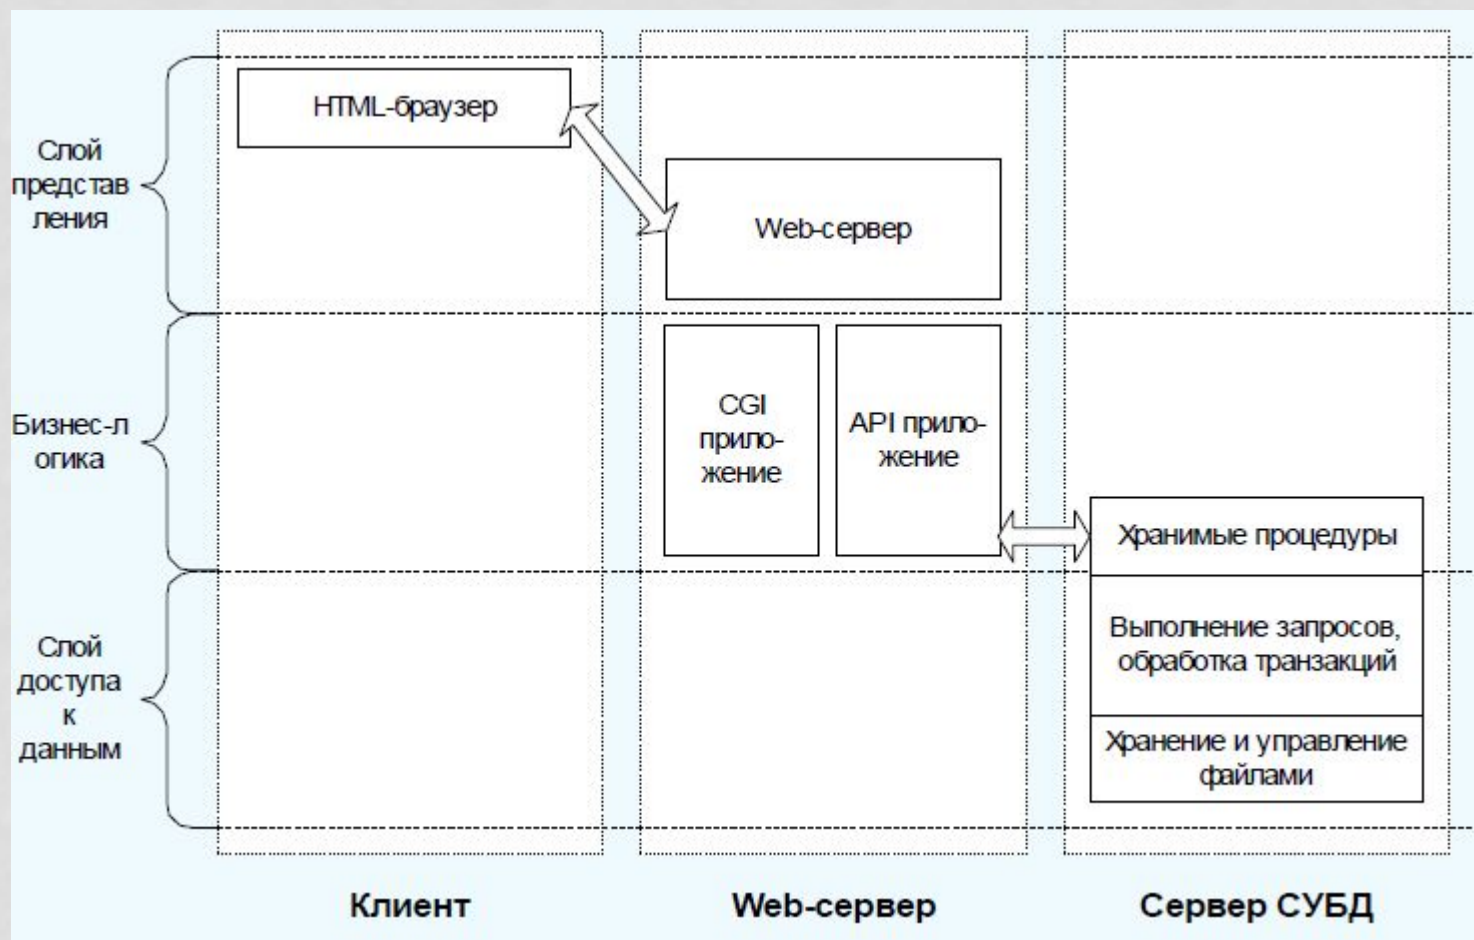 HTML-браузер
Слой
представ
ления
Web-сервер
Бизнес-л
огика
CGI
прило-
жение
API прило-
жение
Хранимые процедуры
Слой
доступа
к
данным
Выполнение запросов,
обработка транзакций
Хранение и управление
файлами
Клиент
Web-сервер
Сервер СУБД